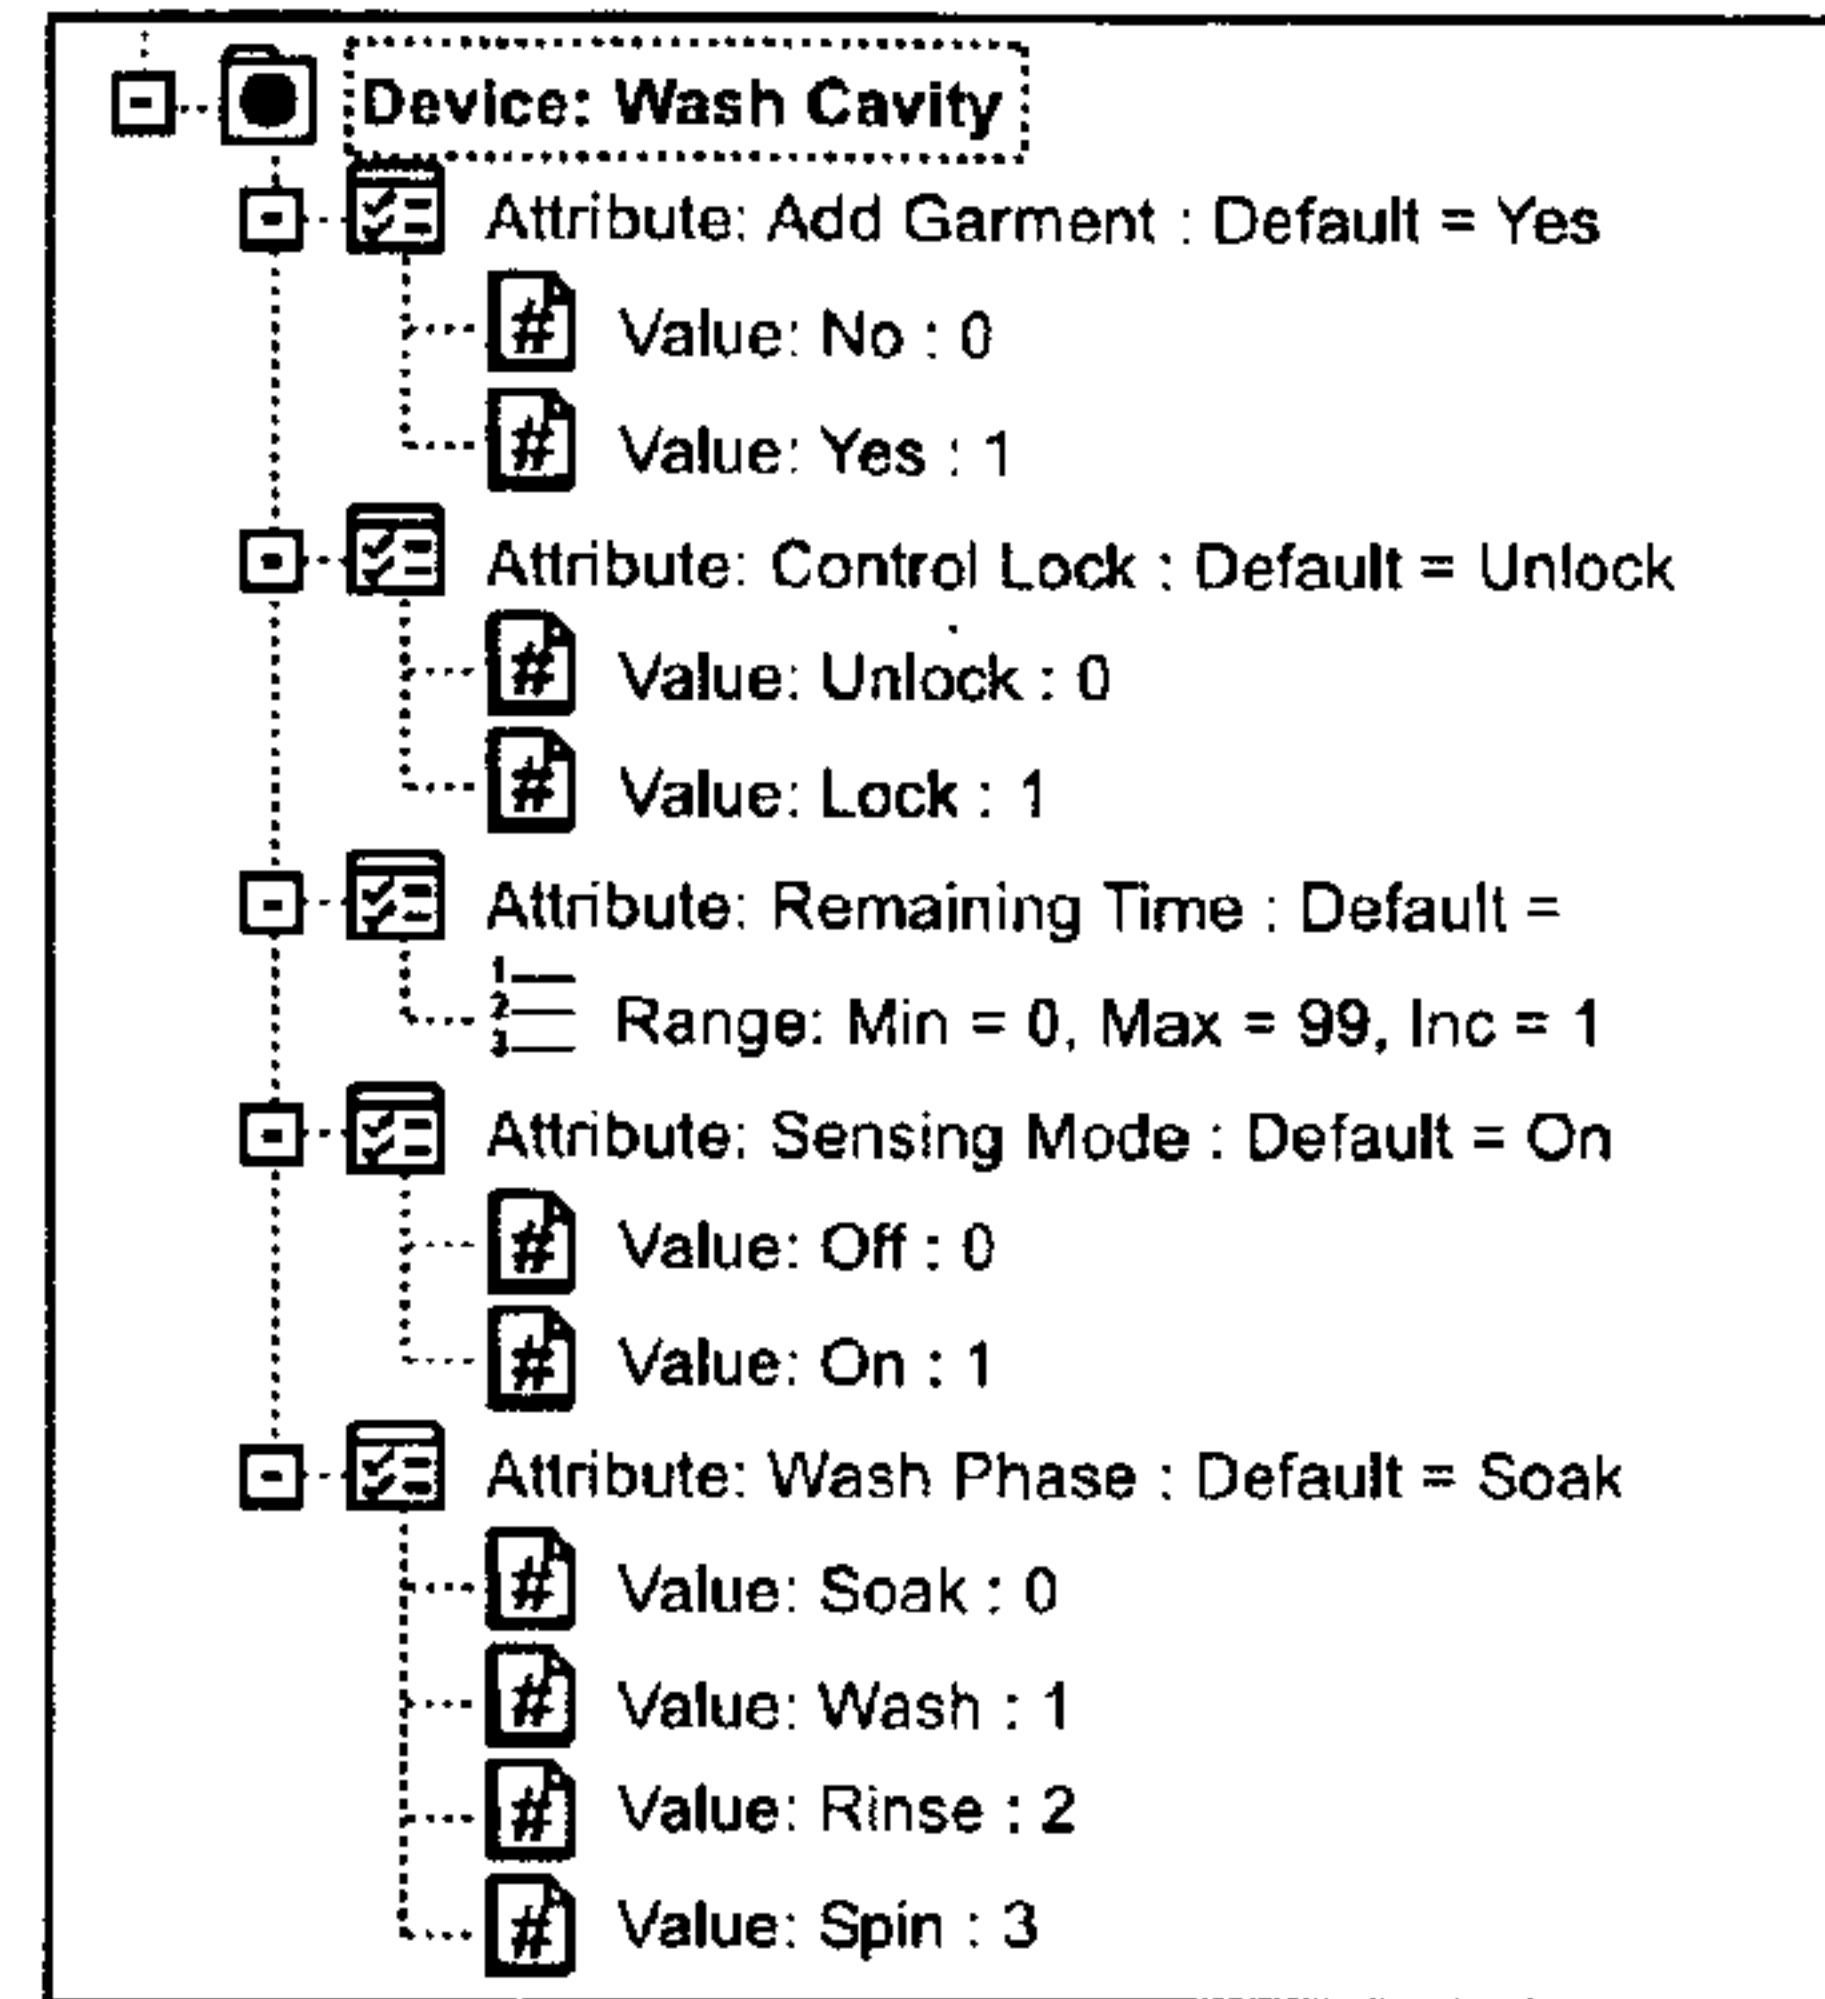 Device: Wash Cavity
Attribute: Add Garment : Default = Yes
# Value: No : 0
# Value: Yes : 1
Attribute: Control Lock : Default = Unlock
# Value: Unlock : 0
# Value: Lock : 1
Attribute: Remaining Time : Default =
1 2 3 Range: Min = 0, Max = 99, Inc = 1
Attribute: Sensing Mode : Default = On
# Value: Off : 0
# Value: On : 1
Attribute: Wash Phase : Default = Soak
# Value: Soak : 0
# Value: Wash : 1
# Value: Rinse : 2
# Value: Spin : 3